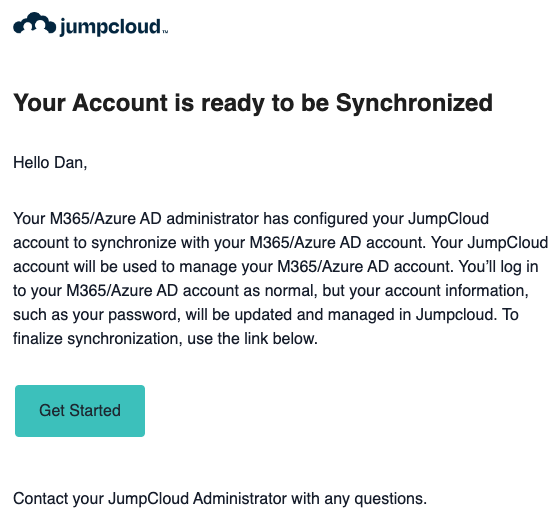 jumpcloud™
Your Account is ready to be Synchronized
Hello Dan,
Your M365/Azure AD administrator has configured your JumpCloud
account to synchronize with your M365/Azure AD account. Your JumpCloud
account will be used to manage your M365/Azure AD account. You’ll log in
to your M365/Azure AD account as normal, but your account information,
such as your password, will be updated and managed in Jumpcloud. To
finalize synchronization, use the link below.
Get Started
Contact your JumpCloud Administrator with any questions.